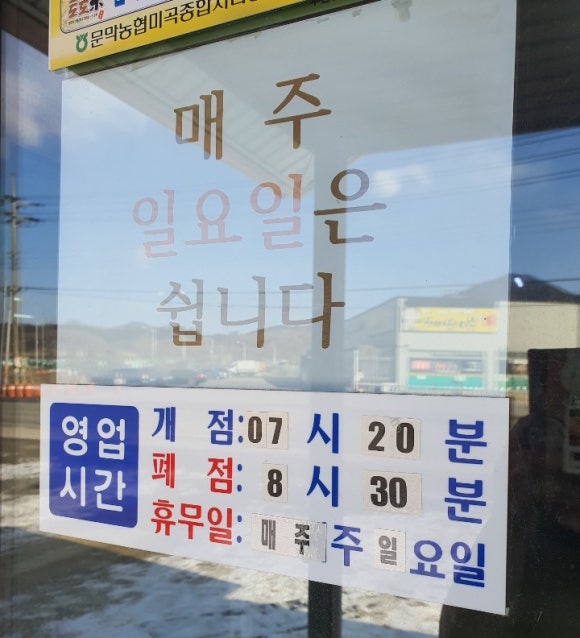 문막농협미곡종합처리장
매 주
일요일은
쉽니다
영업
시간
개 점:07 시 20 분
폐 점: 8 시 30 분
휴무일: 매 주 주 일 요일